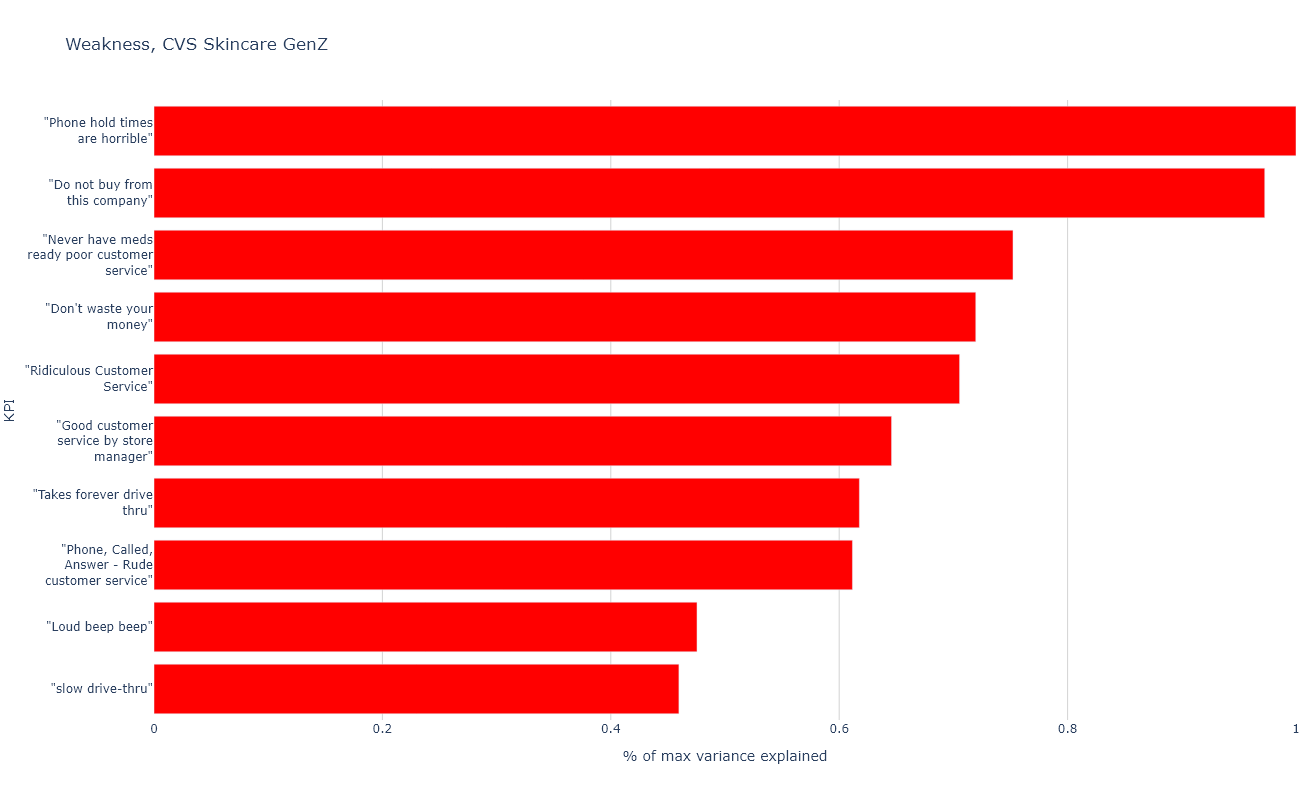 Weakness, CVS Skincare GenZ
"Phone hold times
are horrible"
"Do not buy from
this company"
"Never have meds
ready poor customer
service"
"Don't waste your
money"
"Ridiculous Customer
Service"
"Good customer
service by store
manager"
"Takes forever drive
thru"
"Phone, Called,
Answer - Rude
customer service"
"Loud beep beep"
"slow drive-thru"
KPI
0 0.2 0.4 0.6 0.8 1
% of max variance explained